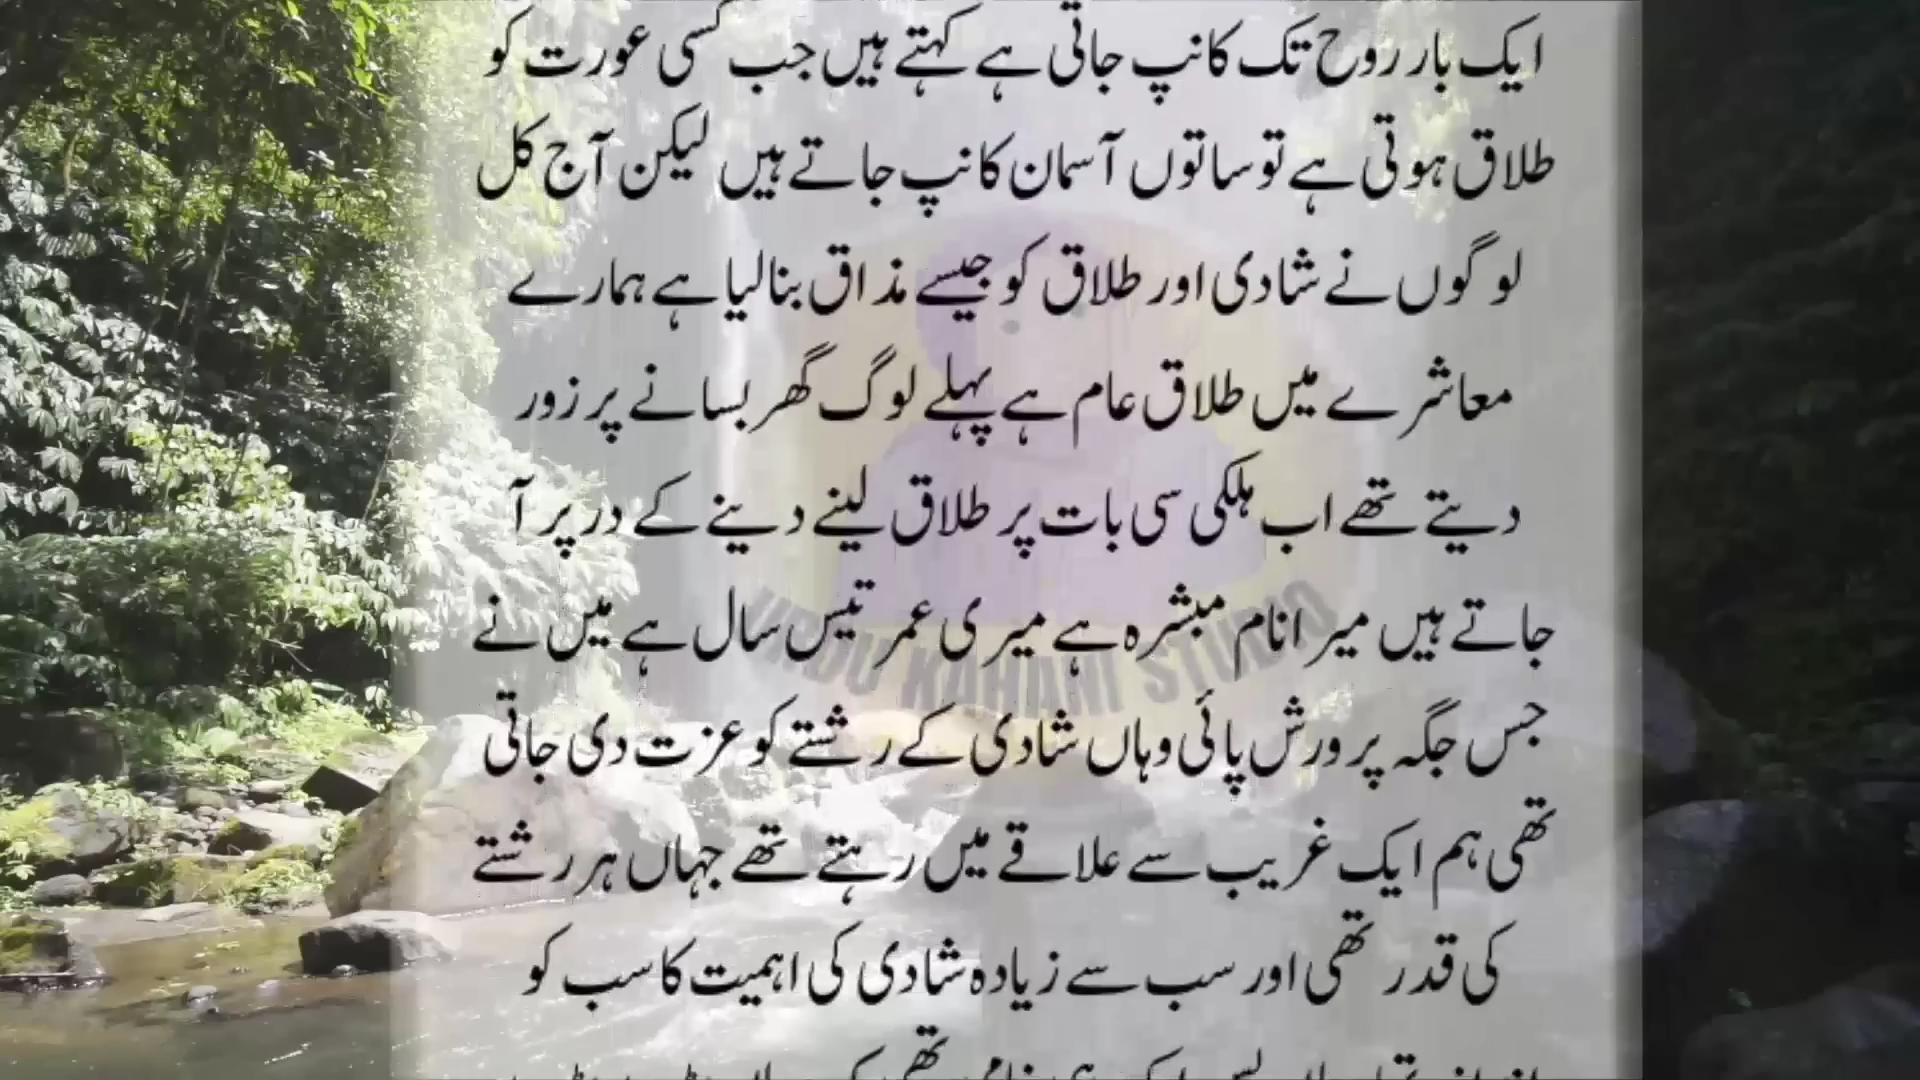 ایک بار روح تک کانپ جاتی ہے کہتے ہیں جب کسی عورت کو
طلاق ہوتی ہے تو ساتوں آسمان کانپ جاتے ہیں لیکن آج کل
لوگوں نے شادی اور طلاق کو جیسے مذاق بنا لیا ہے ہمارے
معاشرے میں طلاق عام ہے پہلے لوگ گھر بسانے پر زور
دیتے تھے اب ہلکی سی بات پر طلاق لینے دینے کے در پر آ
جاتے ہیں میرا نام مبشرہ ہے میری عمر تیس سال ہے میں نے
URDU KAHANI STUDIO
جس جگہ پرورش پائی وہاں شادی کے رشتے کو عزت دی جاتی
تھی ہم ایک غریب سے علاقے میں رہتے تھے جہاں ہر رشتے
کی قدر تھی اور سب سے زیادہ شادی کی اہمیت کا سب کو